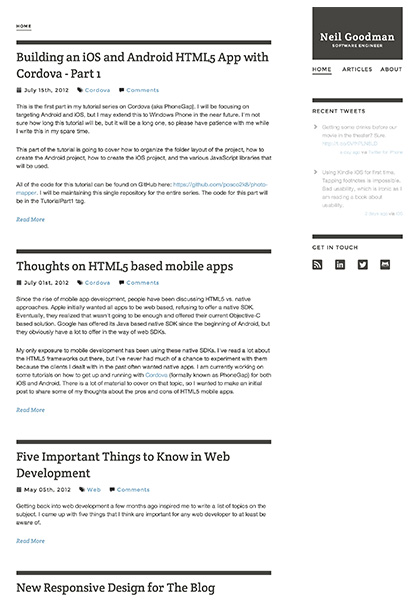 HOME
Building an iOS and Android HTML5 App with
Cordova - Part 1
July 15th, 2012 Cordova Comments
This is the first part in my tutorial series on Cordova (aka PhoneGap). I will be focusing on
targeting Android and iOS, but I may extend this to Windows Phone in the near future. I'm not
sure how long this tutorial will be, but it will be a long one, so please have patience with me while
I write this in my spare time.
This part of the tutorial is going to cover how to organize the folder layout of the project, how to
create the Android project, how to create the iOS project, and the various JavaScript libraries that
will be used.
All of the code for this tutorial can be found on GitHub here:
mapper. I will be maintaining this single repository for the entire series. The code for this part will
be in the TutorialPart1 tag.
Read More
Thoughts on HTML5 based mobile apps
July 01st, 2012 Cordova Comments
Since the rise of mobile app development, people have been discussing HTML5 vs. native
approaches. Apple initially wanted all apps to be web based, refusing to offer a native SDK.
Eventually, they realized that wasn't going to be enough and offered their current Objective-C
based solution. Google has offered its Java based native SDK since the beginning of Android, but
they obviously have a lot to offer in the way of web SDKs.
My only exposure to mobile development has been using these native SDKs. I've read a lot about
the HTML5 frameworks out there, but I've never had much of a chance to experiment with them
because the clients I dealt with in the past often wanted native apps. I am currently working on
some tutorials on how to get up and running with Cordova (formally known as PhoneGap) for both
iOS and Android. There is a lot of material to cover on that topic, so I wanted to make an initial
post to share some of my thoughts about the pros and cons of HTML5 mobile apps.
Read More
Five Important Things to Know in Web
Development
May 05th, 2012 Web Comments
Getting back into web development a few months ago inspired me to write a list of topics on the
subject. I came up with five things that I think are important for any web developer to at least be
aware of.
Read More
New Responsive Design for The Blog
Neil Goodman
SOFTWARE ENGINEER
HOME ARTICLES ABOUT
RECENT TWEETS
Getting some drinks before our
movie in the theater? Sure.
Using Kindle iOS for first time.
Tapping footnotes is impossible.
Bad usability, which is ironic as I
am reading a book about
usability.
GET IN TOUCH